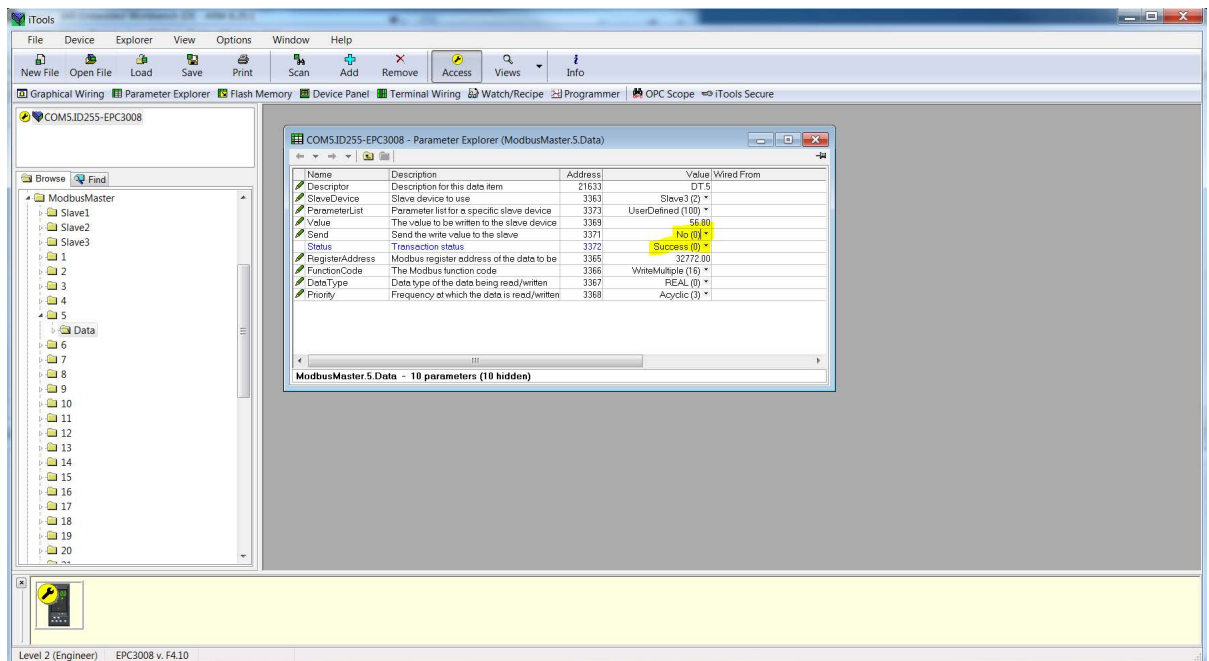 iTools
File Device Explorer View Options Window Help
New File Open File Load Save Print Scan Add Remove Access Views Info
Graphical Wiring Parameter Explorer Flash Memory Device Panel Terminal Wiring Watch/Recipe Programmer OPC Scope iTools Secure
COM5.ID255-EPC3008
Browse Find
ModbusMaster
Slave1
Slave2
Slave3
1
2
3
4
5
Data
6
7
8
9
10
11
12
13
14
15
16
17
18
19
20
COM5.ID255-EPC3008 - Parameter Explorer (ModbusMaster.5.Data)
Name Description Address Value Wired From
Descriptor Description for this data item 21633 DT.5
SlaveDevice Slave device to use 3363 Slave3 (2)
ParameterList Parameter list for a specific slave device 3373 UserDefined (100)
Value The value to be written to the slave device 3369 56.80
Send Send the write value to the slave 3371 No (0)
Status Transaction status 3372 Success (0)
RegisterAddress Modbus register address of the data to be 3365 32772.00
FunctionCode The Modbus function code 3366 WriteMultiple (16)
DataType Data type of the data being read/written 3367 REAL (0)
Priority Frequency at which the data is read/written 3368 Acyclic (3)
ModbusMaster.5.Data - 10 parameters (10 hidden)
Level 2 (Engineer) EPC3008 v. F4.10